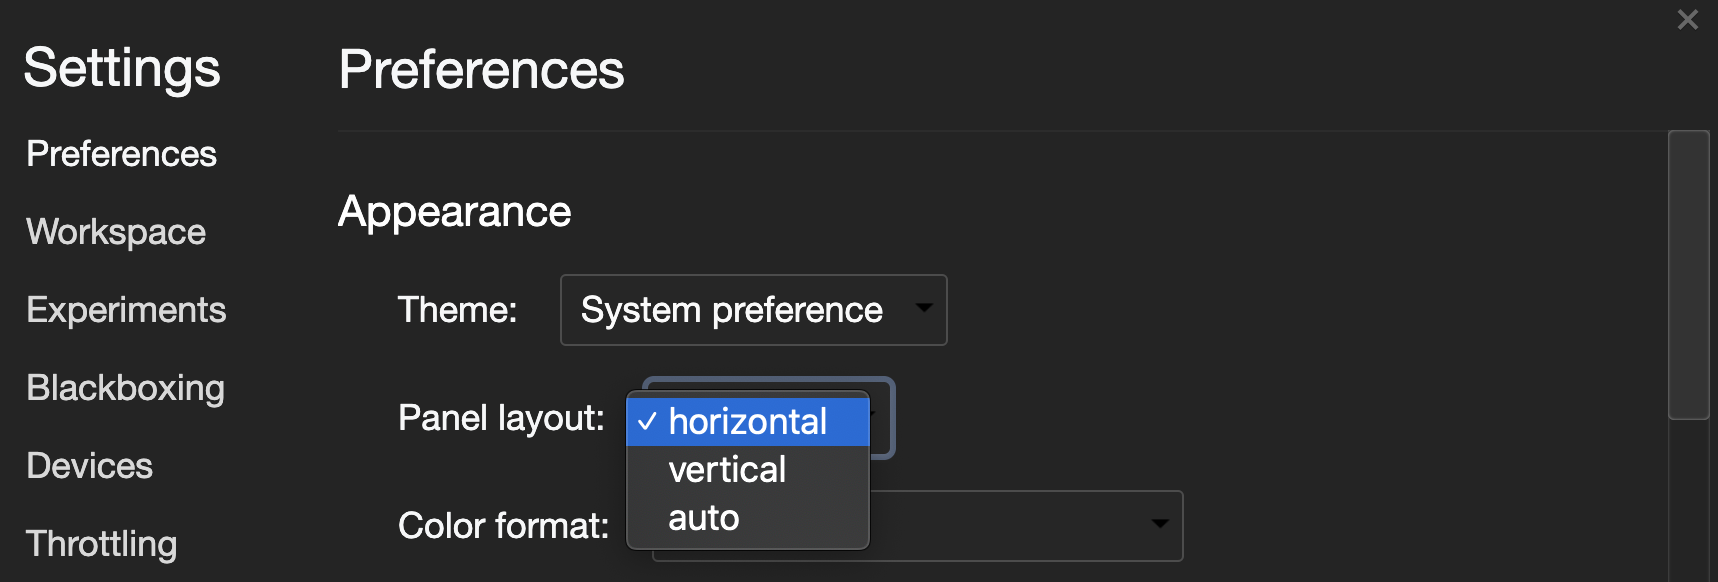 Settings
Preferences
Workspace
Experiments
Blackboxing
Devices
Throttling
Preferences
Appearance
Theme: System preference
Panel layout: ✓ horizontal
vertical
auto
Color format: